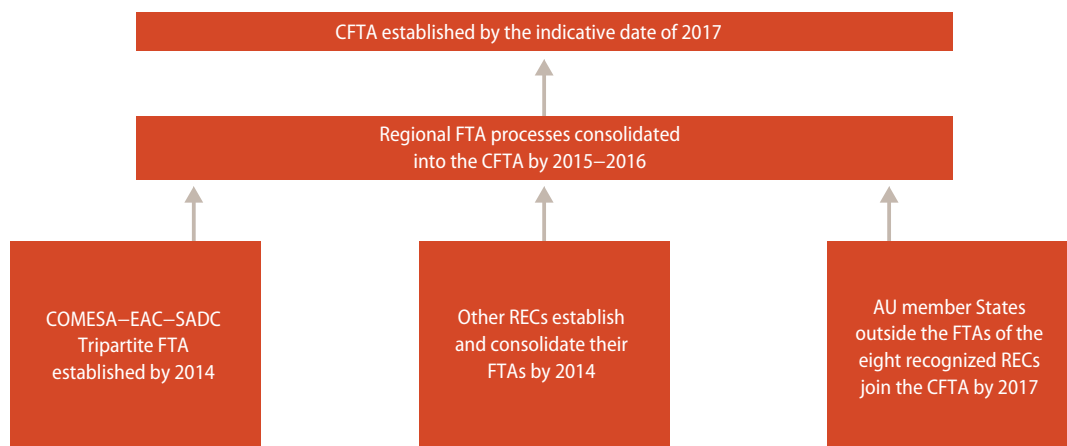 CFTA established by the indicative date of 2017
Regional FTA processes consolidated
into the CFTA by 2015–2016
COMESA–EAC–SADC
Tripartite FTA
established by 2014
Other RECs establish
and consolidate their
FTAs by 2014
AU member States
outside the FTAs of the
eight recognized RECs
join the CFTA by 2017